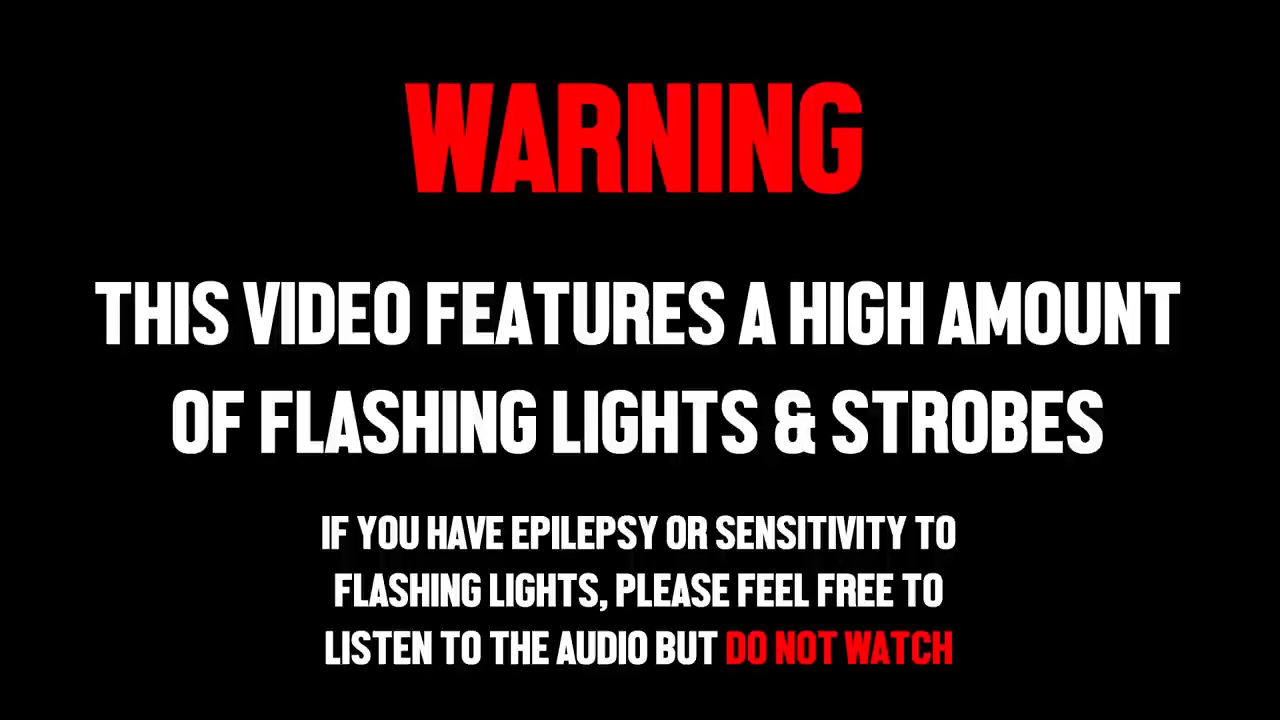 WARNING
THIS VIDEO FEATURES A HIGH AMOUNT
OF FLASHING LIGHTS & STROBES
IF YOU HAVE EPILEPSY OR SENSITIVITY TO
FLASHING LIGHTS, PLEASE FEEL FREE TO
LISTEN TO THE AUDIO BUT DO NOT WATCH